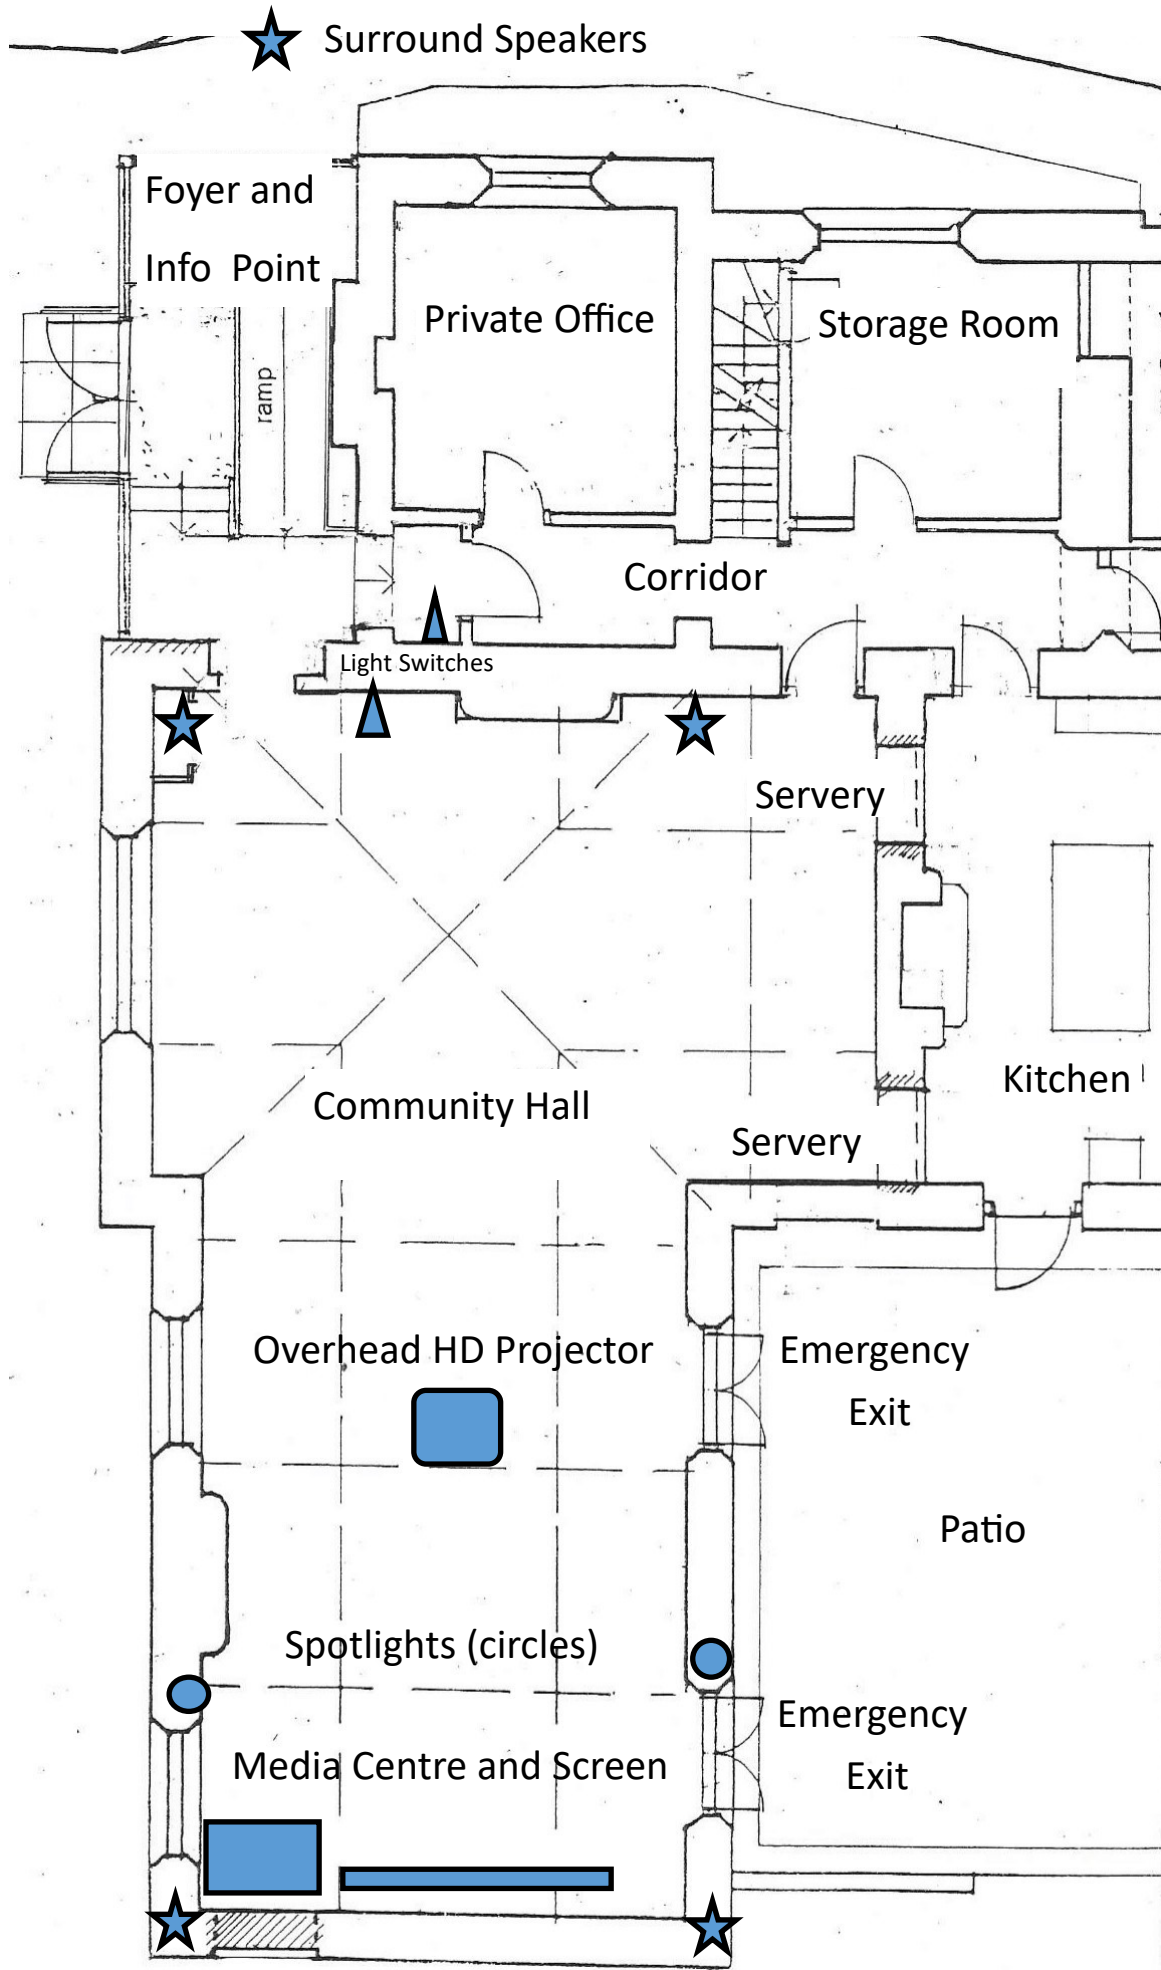 Surround Speakers
Foyer and
Info Point
Private Office
Storage Room
ramp
Corridor
Light Switches
Servery
Kitchen
Community Hall
Servery
Overhead HD Projector
Emergency
Exit
Patio
Spotlights (circles)
Emergency
Exit
Media Centre and Screen